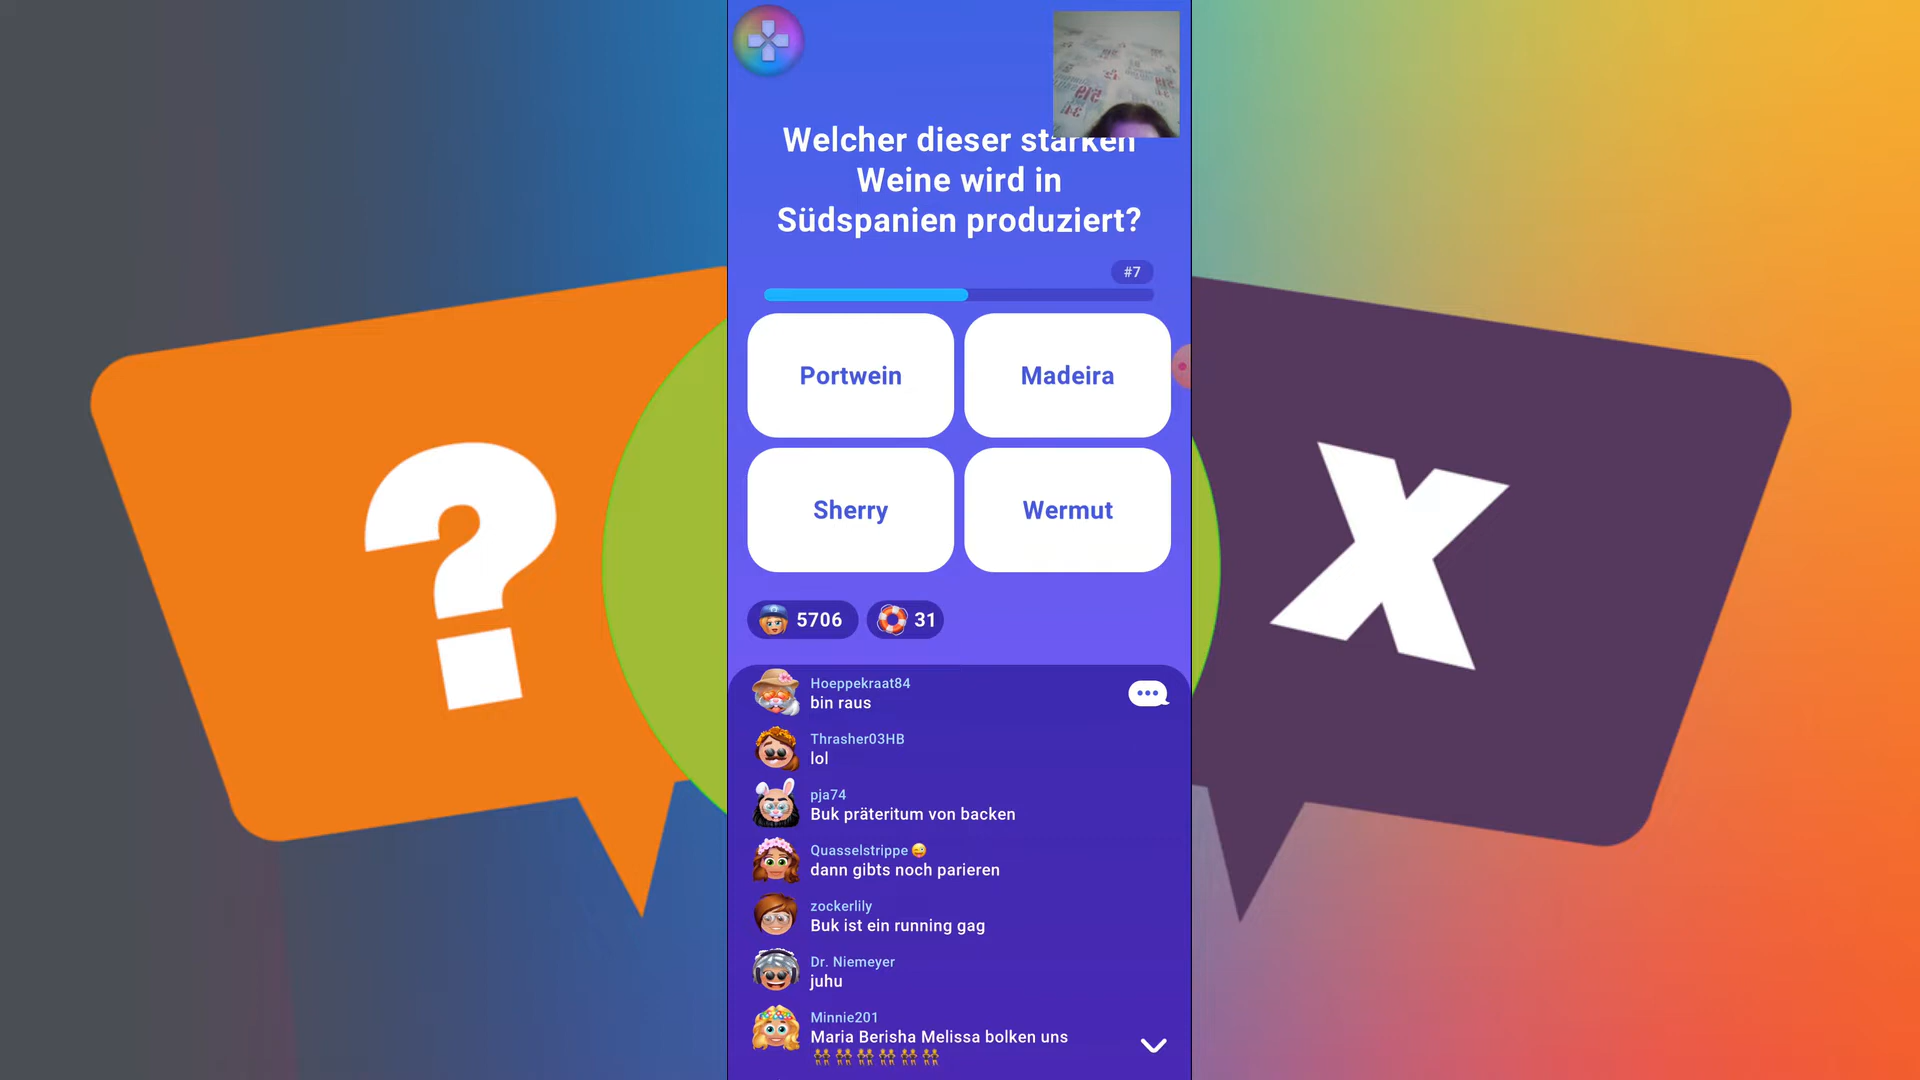 Welcher dieser starken
Weine wird in
Südspanien produziert?
#7
Portwein
Madeira
Sherry
Wermut
5706
31
Hoeppekraat84
bin raus
Thrasher03HB
lol
pja74
Buk präteritum von backen
Quasselstrippe 😜
dann gibts noch parieren
zockerlily
Buk ist ein running gag
Dr. Niemeyer
juhu
Minnie201
Maria Berisha Melissa bolken uns
👯👯👯👯👯👯
?
X